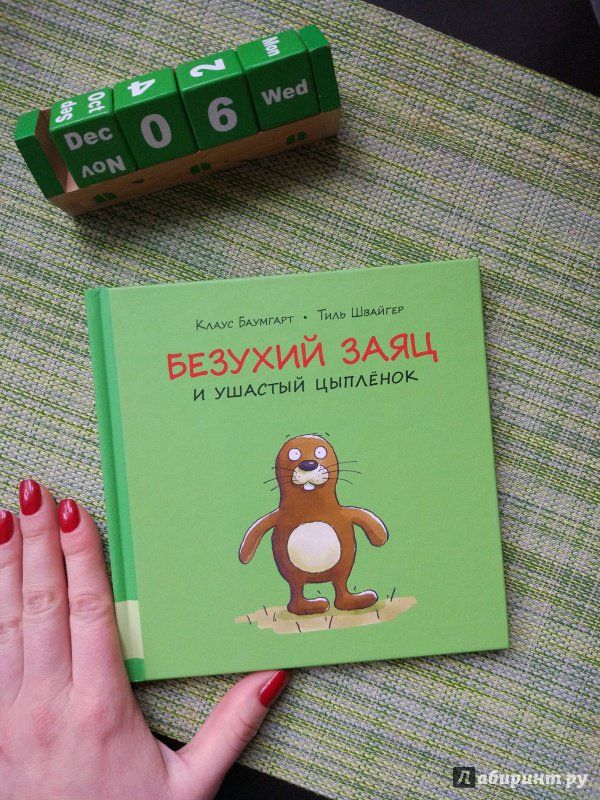 Sep Oct
4
2
Mon
Dec
0
6
Wed
Nov
Клаус Баумгарт • Тиль Швайгер
БЕЗУХИЙ ЗАЯЦ
И УШАСТЫЙ ЦЫПЛЁНОК
Лабиринт.ру